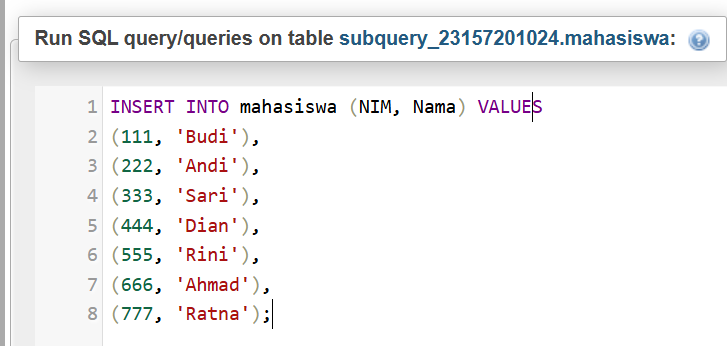 Run SQL query/queries on table subquery_23157201024.mahasiswa:
1 INSERT INTO mahasiswa (NIM, Nama) VALUES
2 (111, 'Budi'),
3 (222, 'Andi'),
4 (333, 'Sari'),
5 (444, 'Dian'),
6 (555, 'Rini'),
7 (666, 'Ahmad'),
8 (777, 'Ratna');